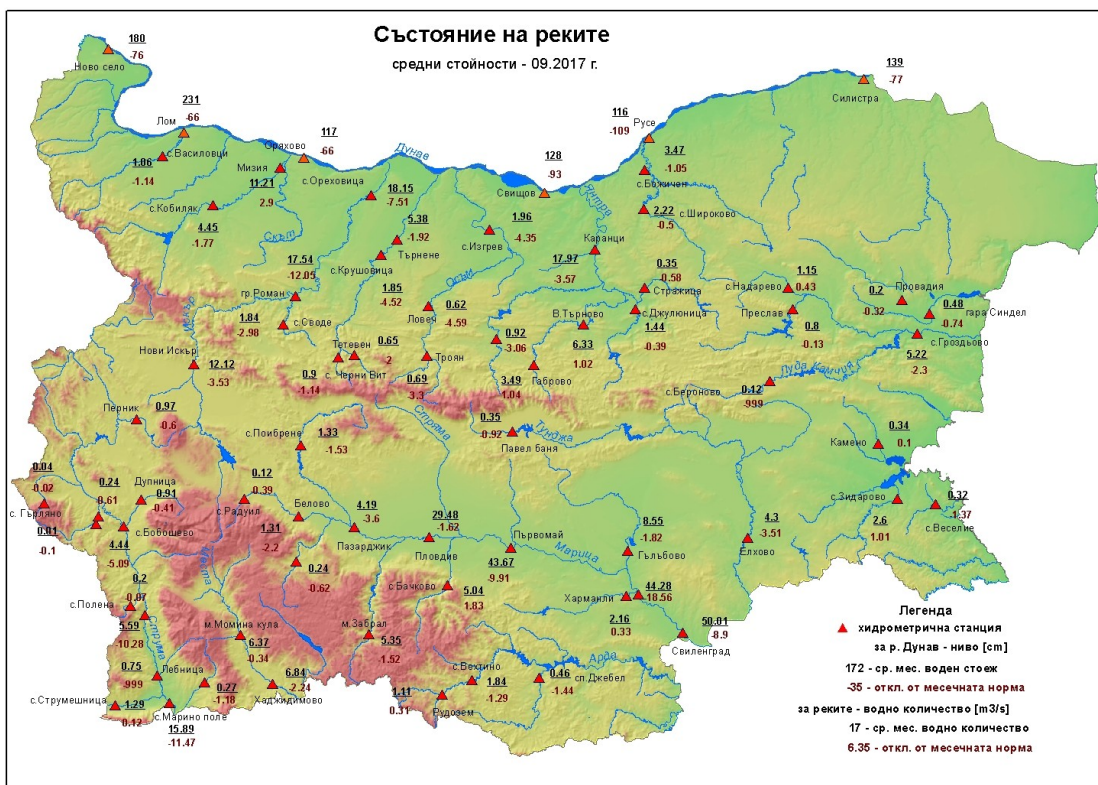 Състояние на реките
средни стойности - 09.2017 г.
180
-76
Ново село
139
-77
Силистра
231
-66
Лом
116
-109
Русе
с.Василовци
1.06
-1.14
117
-66
Оряхово
Дунав
Мизия
11.21
2.9
с.Ореховица
18.15
-7.51
128
-93
Свищов
Янтра
3.47
-1.05
с.Божичен
с.Кобиляк
4.45
-1.77
Скът
5.38
-1.92
Търнене
1.96
-4.35
с.Изгрев
2.22
-0.5
с.Широково
Каранци
17.97
-3.57
17.54
-12.05
с.Крушовица
1.85
-4.52
Осъм
0.35
-0.58
Стражица
1.15
-0.43
с.Надарево
Провадия
0.2
-0.32
гр.Роман
Искър
Ловеч
0.62
-4.59
с.Джулюница
1.44
-0.39
Преслав
0.8
-0.13
0.48
-0.74
гара Синдел
1.84
-2.98
с.Своде
0.92
-3.06
В.Търново
6.33
1.02
с.Гроздьово
5.22
-2.3
Нови Искър
12.12
-3.53
Тетевен
0.65
-2
с. Черни Вит
0.9
-1.14
Троян
0.69
-3.3
Габрово
3.49
1.04
Луда Камчия
с.Бероново
0.12
-999
Перник
0.97
-0.6
Стряма
0.35
-0.92
Павел баня
Тунджа
0.34
0.1
Камено
с.Поибрене
1.33
-1.53
0.04
-0.02
с. Гърляно
0.24
-0.61
Дупница
0.91
-0.41
0.12
-0.39
с.Радуил
Белово
1.31
-2.2
4.19
-3.6
Пазарджик
29.48
-1.62
Пловдив
Първомай
43.67
-9.91
Марица
8.55
-1.82
Гълъбово
4.3
-3.51
Елхово
с.Зидарово
2.6
1.01
0.32
-1.37
с.Веселие
0.01
-0.1
с.Бобошево
4.44
-5.09
Места
0.24
-0.62
с.Бачково
5.04
1.83
Харманли
44.28
-18.56
2.16
0.33
50.01
-8.9
Свиленград
0.2
-0.87
с.Полена
5.59
-10.28
Струма
м.Момина кула
6.37
-0.34
м.Забрал
5.35
-1.52
0.75
-999
Лебница
0.27
-1.18
6.84
-2.24
Хаджидимово
с.Струмешница
1.29
0.12
с.Марино поле
15.89
-11.47
с.Вехтино
1.84
-1.29
1.11
0.31
Рудозем
Арда
сп.Джебел
0.46
-1.44
Легенда
хидрометрична станция
за р. Дунав - ниво [cm]
172 - ср. мес. воден стоеж
-35 - откл. от месечната норма
за реките - водно количество [m3/s]
17 - ср. мес. водно количество
6.35 - откл. от месечната норма